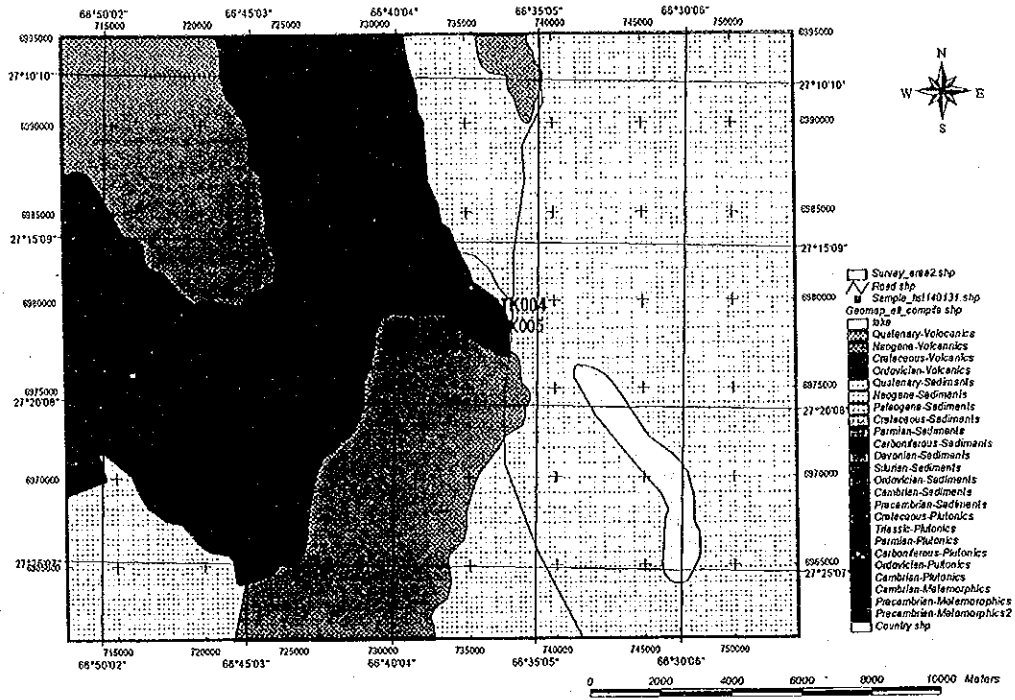 66°50'02" 66°45'03" 66°40'04" 66°35'05" 66°30'06"
715000 720000 725000 730000 735000 740000 745000 750000
6995000 6995000
27°10'10" 27°10'10"
6990000 6990000
6985000 6985000
27°15'09" 27°15'09"
6980000 6980000
6975000 6975000
27°20'08" 27°20'08"
6970000 6970000
6965000
27°25'07"
715000 720000 725000 730000 735000 740000 745000 750000
66°50'02" 66°45'03" 66°40'04" 66°35'05" 66°30'06"
TK004
K005
N
W E
S
Survey_area2.shp
Road.shp
Geomap_all_compile.shp
lake
Quaternary-Volocanics
Neogene-Volcannics
Cretaceous-Volcanics
Ordovician-Volcanics
Quaternary-Sediments
Neogene-Sediments
Paleogene-Sediments
Cretaceous-Sediments
Permian-Sediments
Carboniferous-Sediments
Devonian-Sediments
Silurian-Sediments
Ordovician-Sediments
Cambrian-Sediments
Precambrian-Sediments
Cretaceous-Plutonics
Triassic-Plutonics
Permian-Plutonics
Carboniferous-Plutonics
Ordovician-Plutonics
Cambrian-Plutonics
Cambrian-Metamorphics
Precambrian-Metamorophics
Precambrian-Metamorphics2
Country.shp
0 2000 4000 6000 8000 10000 Meters